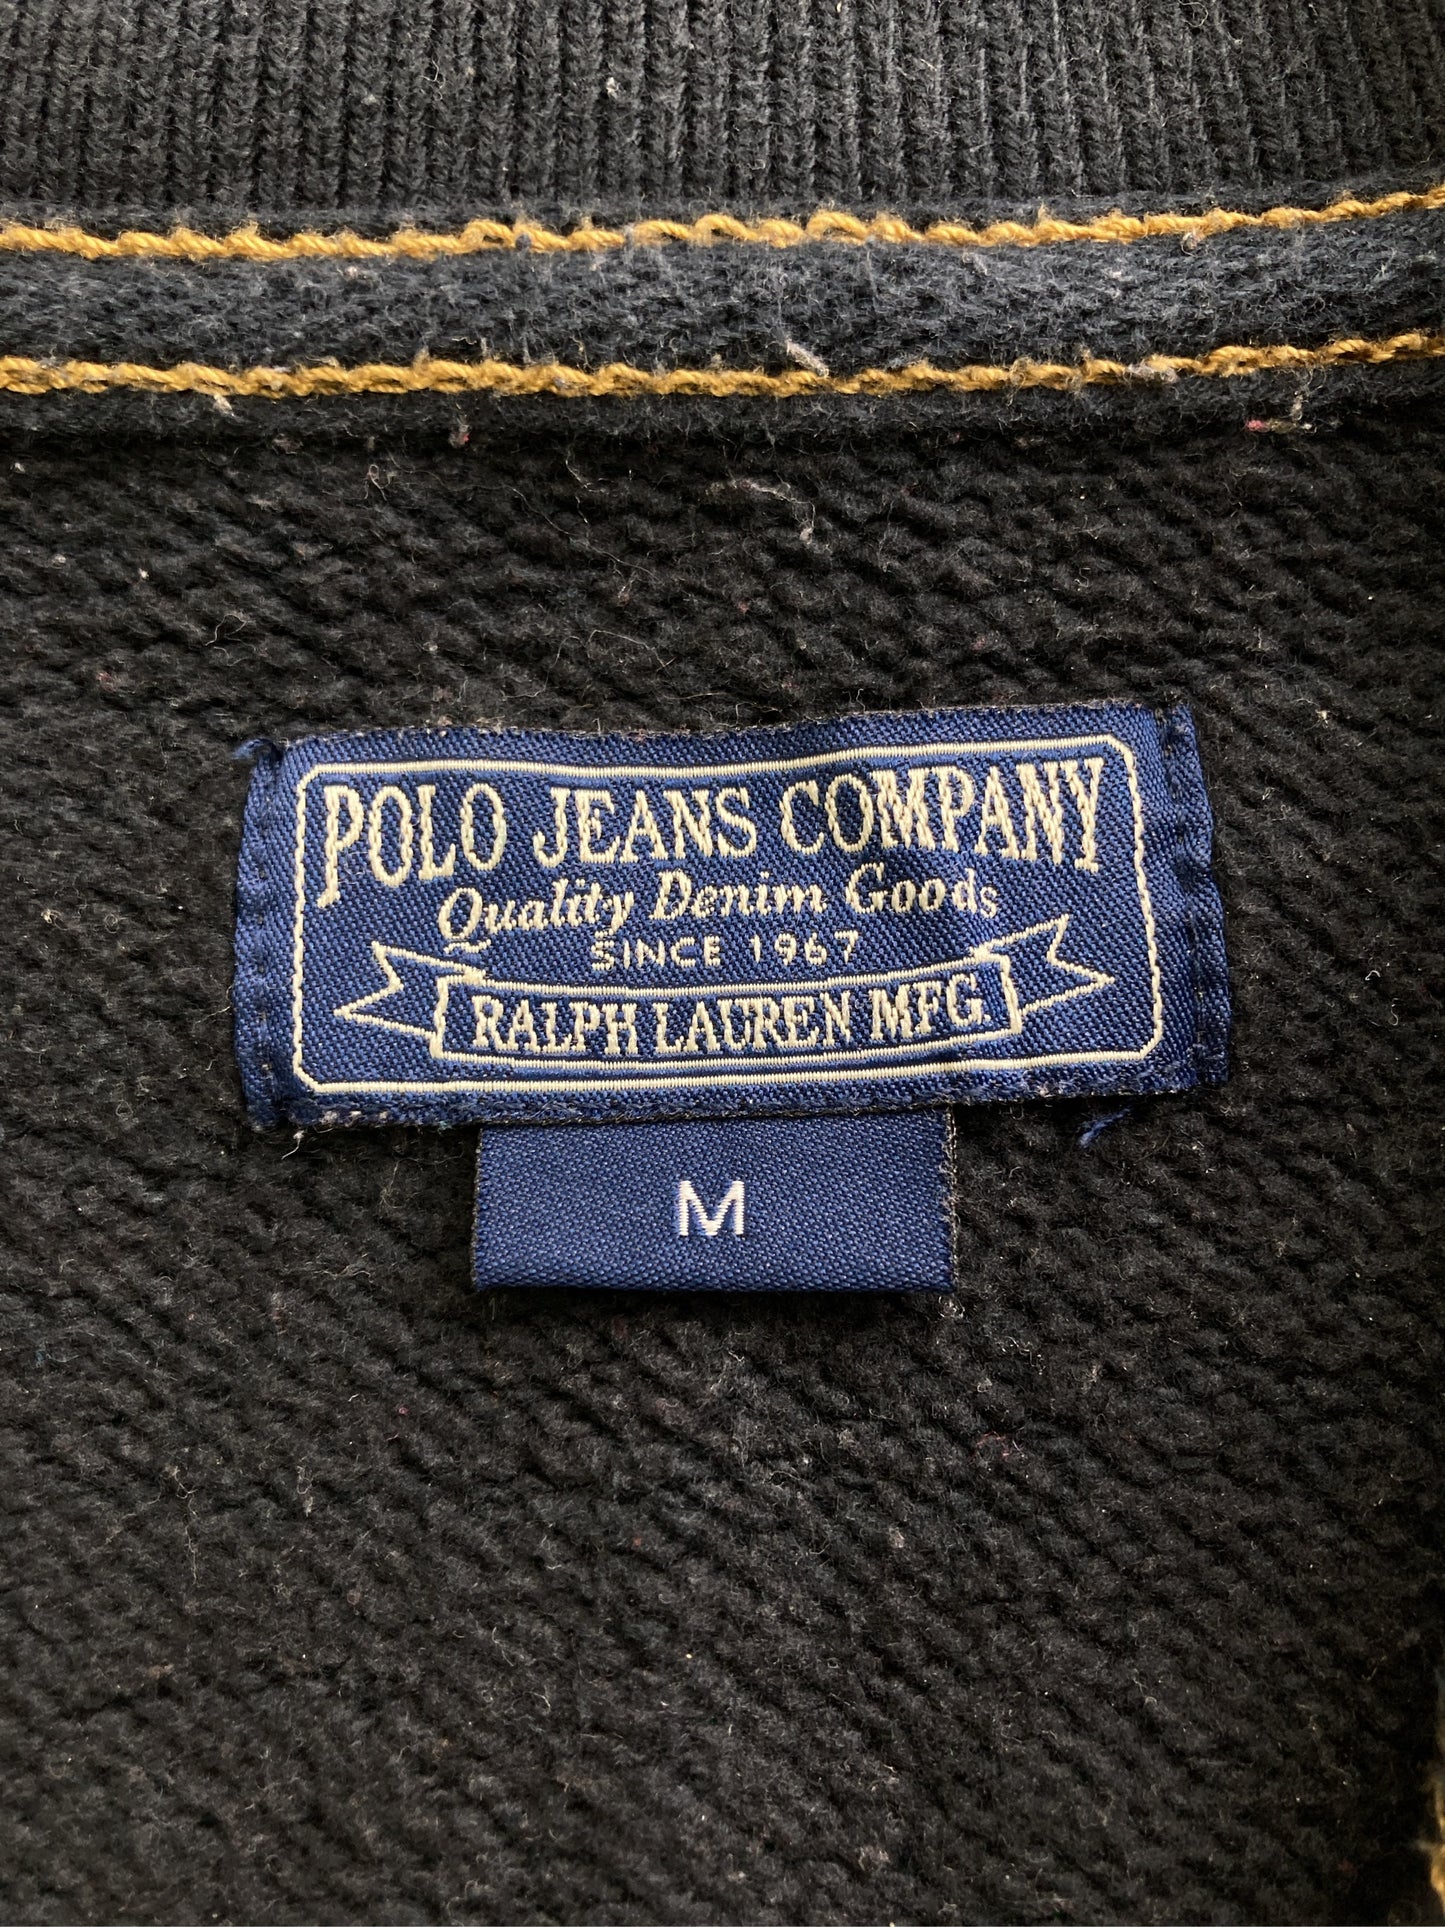 POLO JEANS COMPANY
Quality Denim Goods
SINCE 1967
RALPH LAUREN MFG.
M